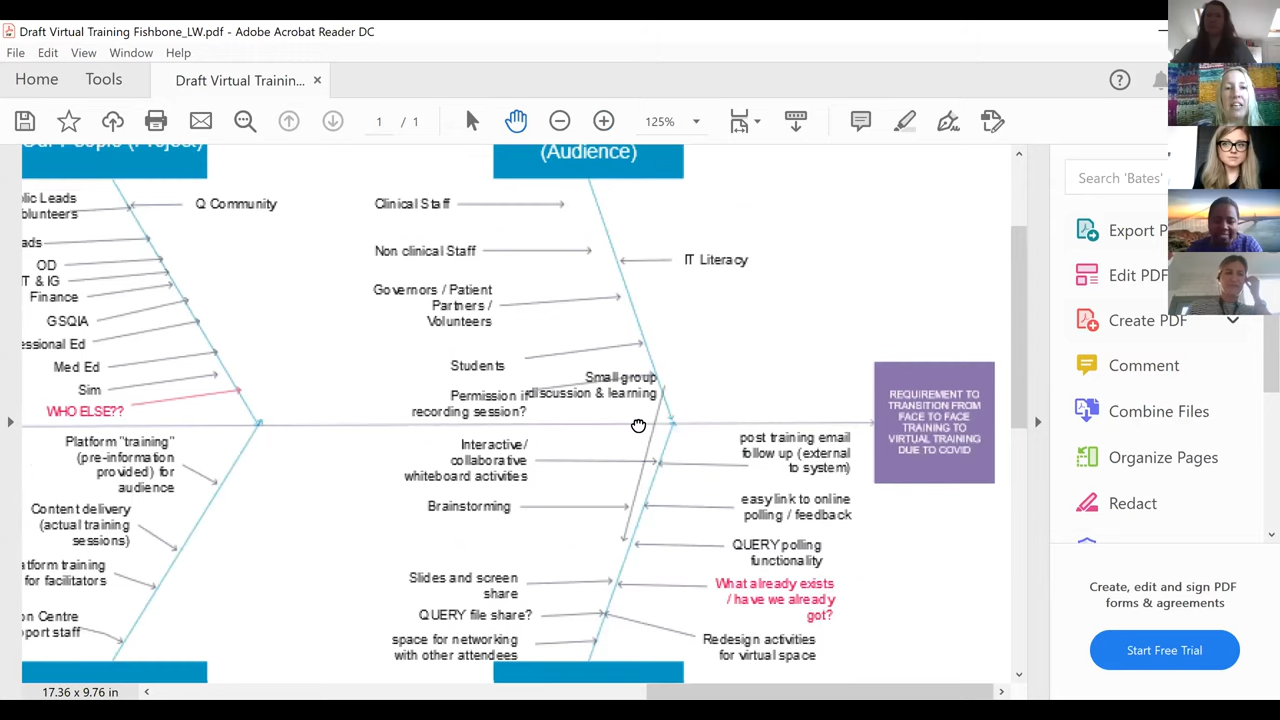 Draft Virtual Training Fishbone_LW.pdf - Adobe Acrobat Reader DC
File Edit View Window Help
Home Tools Draft Virtual Trainin... ×
1 / 1 125%
Our People (Project)
(Audience)
Leads
Volunteers
Q Community
OD
& IG
Finance
GSQIA
Ed
Med Ed
Sim
WHO ELSE??
Clinical Staff
Non clinical Staff
Governors / Patient
Partners /
Volunteers
Students
Permission if
recording session?
Small group
discussion & learning
IT Literacy
REQUIREMENT TO
TRANSITION FROM
FACE TO FACE
TRAINING TO
VIRTUAL TRAINING
DUE TO COVID
Platform "training"
(pre-information
provided) for
audience
Content delivery
(actual training
sessions)
training
for facilitators
Centre
staff
Interactive/
collaborative
whiteboard activities
Brainstorming
Slides and screen
share
QUERY file share?
space for networking
with other attendees
post training email
follow up (external
to system)
easy link to online
polling / feedback
QUERY polling
functionality
What already exists
/ have we already
got?
Redesign activities
for virtual space
Search 'Bates'
Export P
Edit PDF
Create PDF
Comment
Combine Files
Organize Pages
Redact
Create, edit and sign PDF
forms & agreements
Start Free Trial
17.36 x 9.76 in